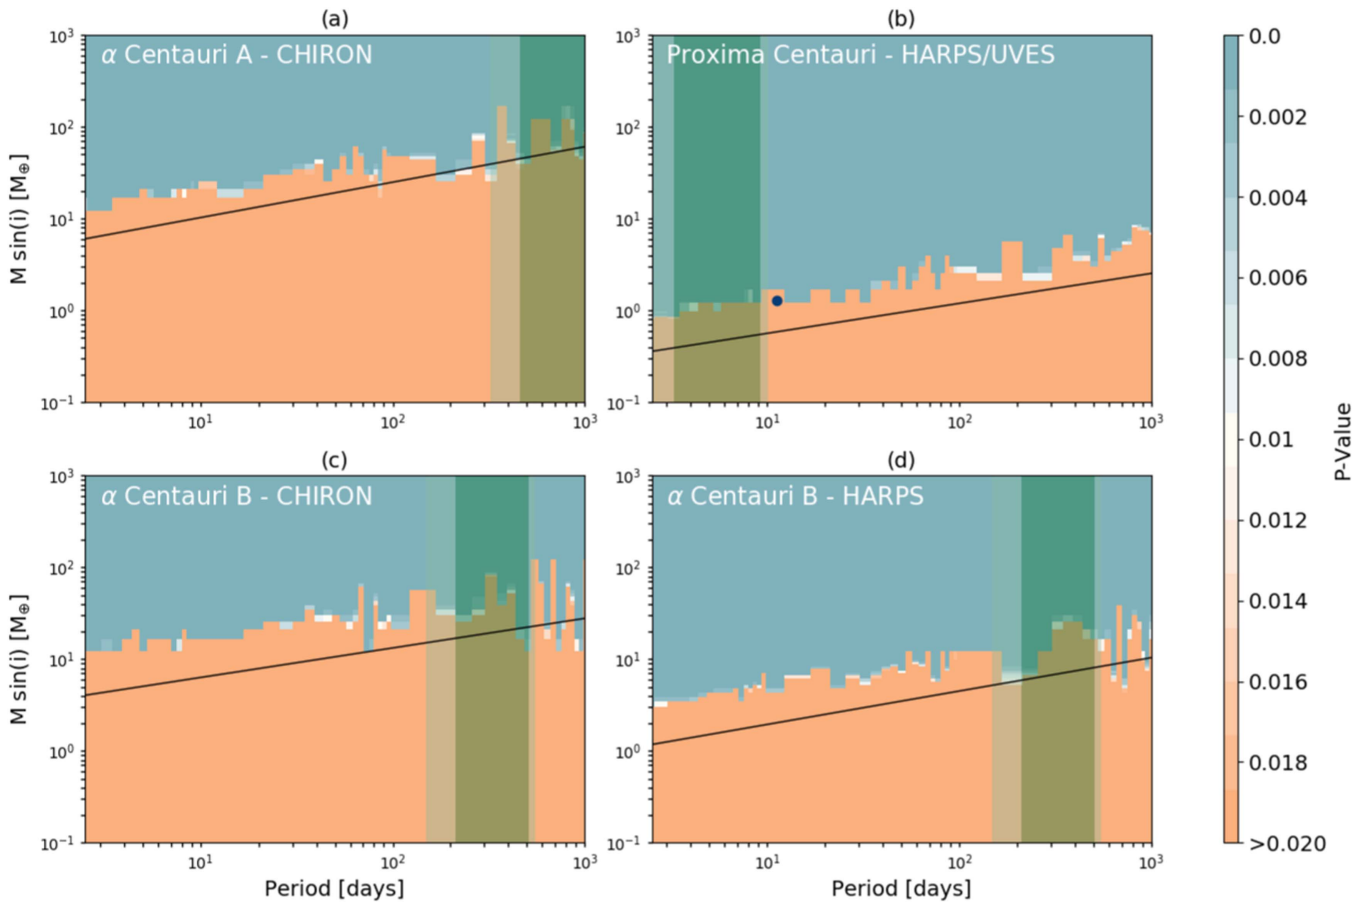 (a)
α Centauri A - CHIRON
10³
10²
10¹
10⁰
10⁻¹
M sin(i) [M⊕]
10¹ 10² 10³
(b)
Proxima Centauri - HARPS/UVES
10³
10²
10¹
10⁰
10⁻¹
10¹ 10² 10³
(c)
α Centauri B - CHIRON
10³
10²
10¹
10⁰
10⁻¹
M sin(i) [M⊕]
10¹ 10² 10³
Period [days]
(d)
α Centauri B - HARPS
10³
10²
10¹
10⁰
10⁻¹
10¹ 10² 10³
Period [days]
0.0
0.002
0.004
0.006
0.008
0.01
0.012
0.014
0.016
0.018
>0.020
P-Value